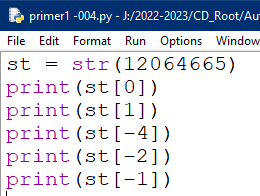 primer1 -004.py - J:/2022-2023/CD_Root/Au
File Edit Format Run Options Window
st = str(12064665)
print(st[0])
print(st[1])
print(st[-4])
print(st[-2])
print(st[-1])